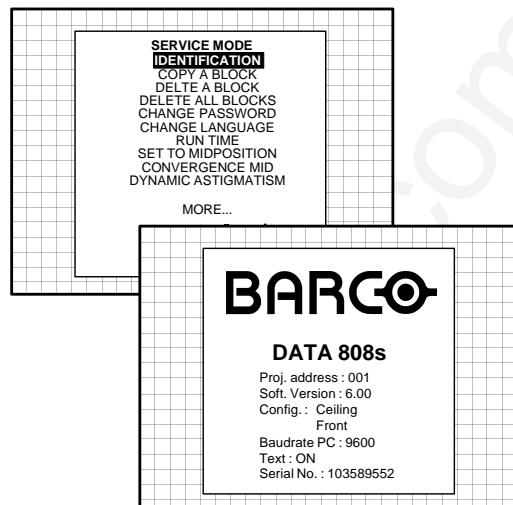 SERVICE MODE
IDENTIFICATION
COPY A BLOCK
DELTE A BLOCK
DELETE ALL BLOCKS
CHANGE PASSWORD
CHANGE LANGUAGE
RUN TIME
SET TO MIDPOSITION
CONVERGENCE MID
DYNAMIC ASTIGMATISM
MORE...
BARCO
DATA 808s
Proj. address : 001
Soft. Version : 6.00
Config. : Ceiling
Front
Baudrate PC : 9600
Text : ON
Serial No. : 103589552